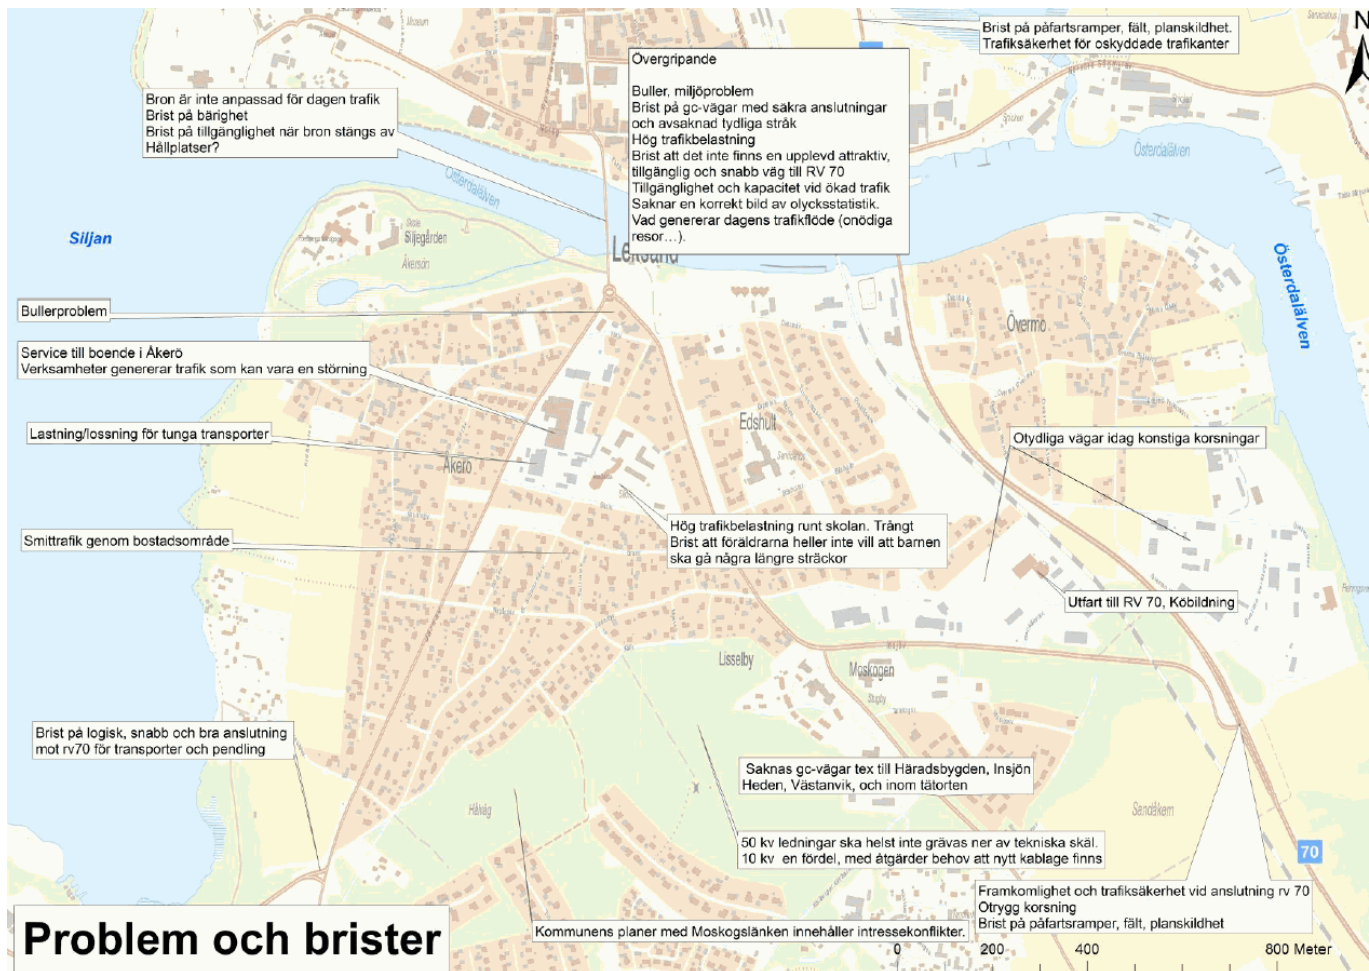 Brist på påfartsramper, fält, planskildhet.
Trafiksäkerhet för oskyddade trafikanter
N
Övergripande
Buller, miljöproblem
Brist på gc-vägar med säkra anslutningar
och avsaknad tydliga stråk
Hög trafikbelastning
Brist att det inte finns en upplevd attraktiv,
tillgänglig och snabb väg till RV 70
Tillgänglighet och kapacitet vid ökad trafik
Saknar en korrekt bild av olycksstatistik.
Vad genererar dagens trafikflöde (onödiga
resor…).
Bron är inte anpassad för dagen trafik
Brist på bärighet
Brist på tillgänglighet när bron stängs av
Hållplatser?
Österdalälven
Österdalälven
Siljan
Siljegården
Åkersön
Leksand
Österdalälven
Bullerproblem
Övermo
Service till boende i Åkerö
Verksamheter genererar trafik som kan vara en störning
Edshult
Lastning/lossning för tunga transporter
Otydliga vägar idag konstiga korsningar
Åkerö
Hög trafikbelastning runt skolan. Trångt
Brist att föräldrarna heller inte vill att barnen
ska gå några längre sträckor
Smittrafik genom bostadsområde
Utfart till RV 70, Köbildning
Lisselby
Moskogen
Stugby
Brist på logisk, snabb och bra anslutning
mot rv70 för transporter och pendling
Saknas gc-vägar tex till Häradsbygden, Insjön
Heden, Västanvik, och inom tätorten
Sandåkern
50 kv ledningar ska helst inte grävas ner av tekniska skäl.
10 kv en fördel, med åtgärder behov att nytt kablage finns
70
Framkomlighet och trafiksäkerhet vid anslutning rv 70
Otrygg korsning
Brist på påfartsramper, fält, planskildhet
Problem och brister
Kommunens planer med Moskogslänken innehåller intressekonflikter.
0 200 400 800 Meter